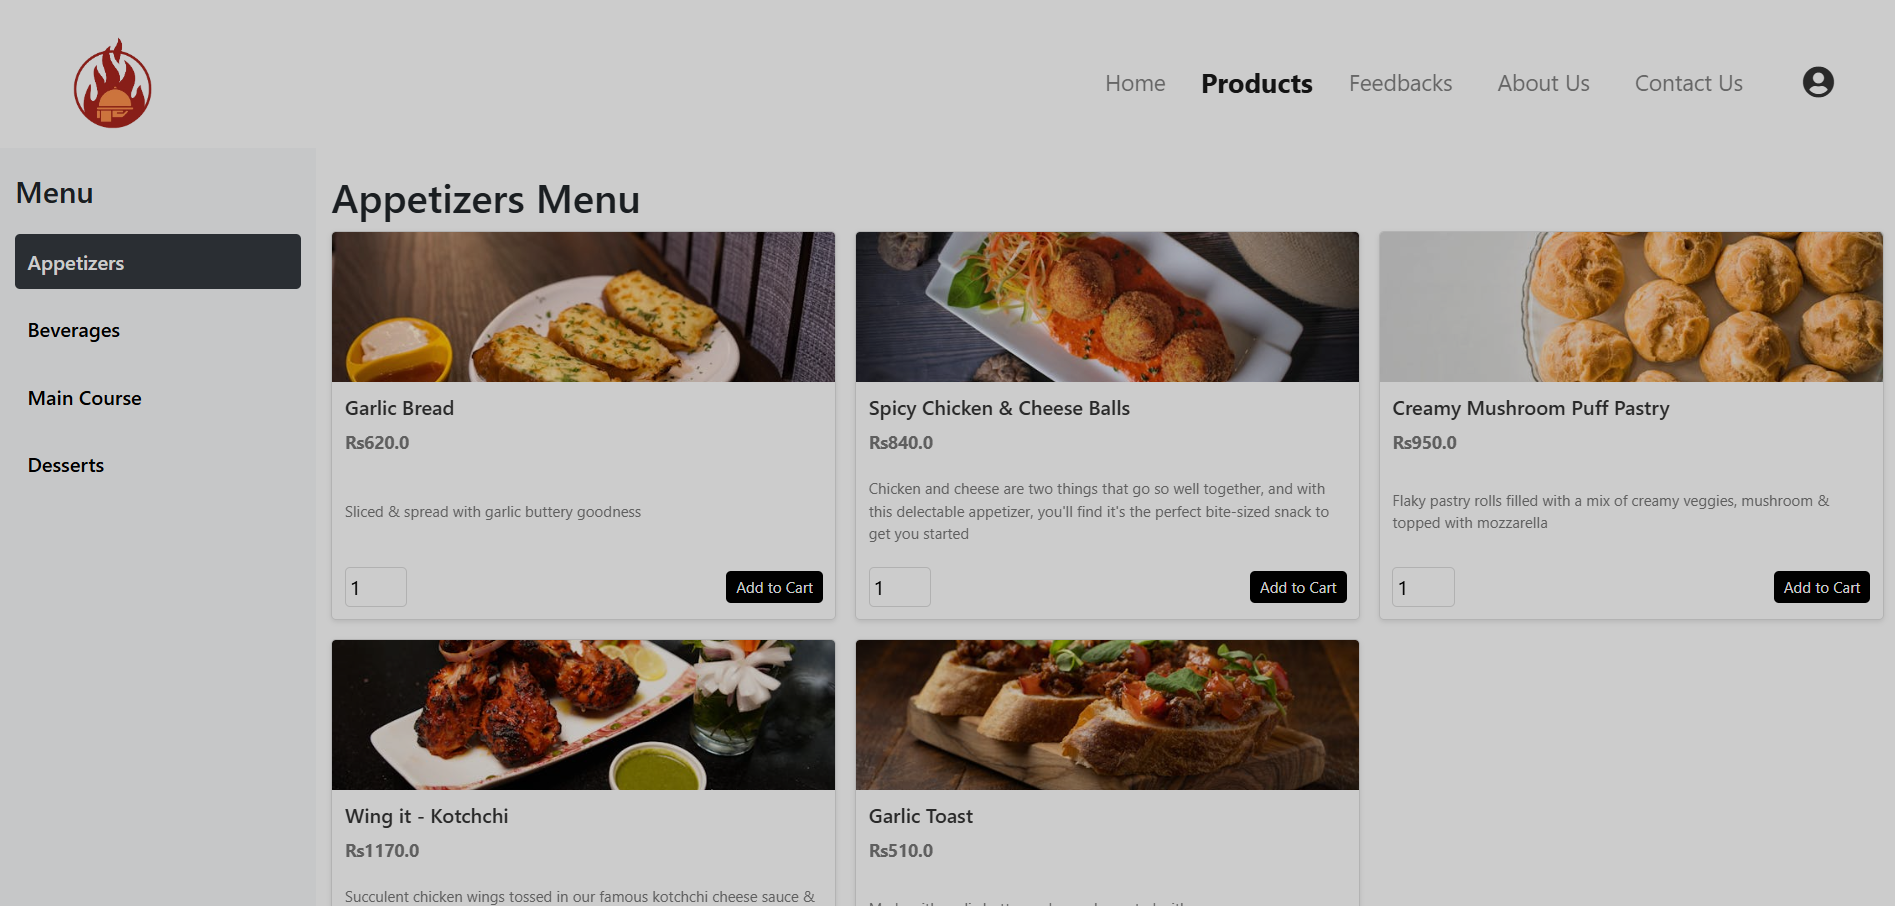 Home
Products
Feedbacks
About Us
Contact Us
Menu
Appetizers
Beverages
Main Course
Desserts
Appetizers Menu
Garlic Bread
Rs620.0
Sliced & spread with garlic buttery goodness
1
Add to Cart
Spicy Chicken & Cheese Balls
Rs840.0
Chicken and cheese are two things that go so well together, and with
this delectable appetizer, you'll find it's the perfect bite-sized snack to
get you started
1
Add to Cart
Creamy Mushroom Puff Pastry
Rs950.0
Flaky pastry rolls filled with a mix of creamy veggies, mushroom &
topped with mozzarella
1
Add to Cart
Wing it - Kotchchi
Rs1170.0
Succulent chicken wings tossed in our famous kotchchi cheese sauce &
Garlic Toast
Rs510.0